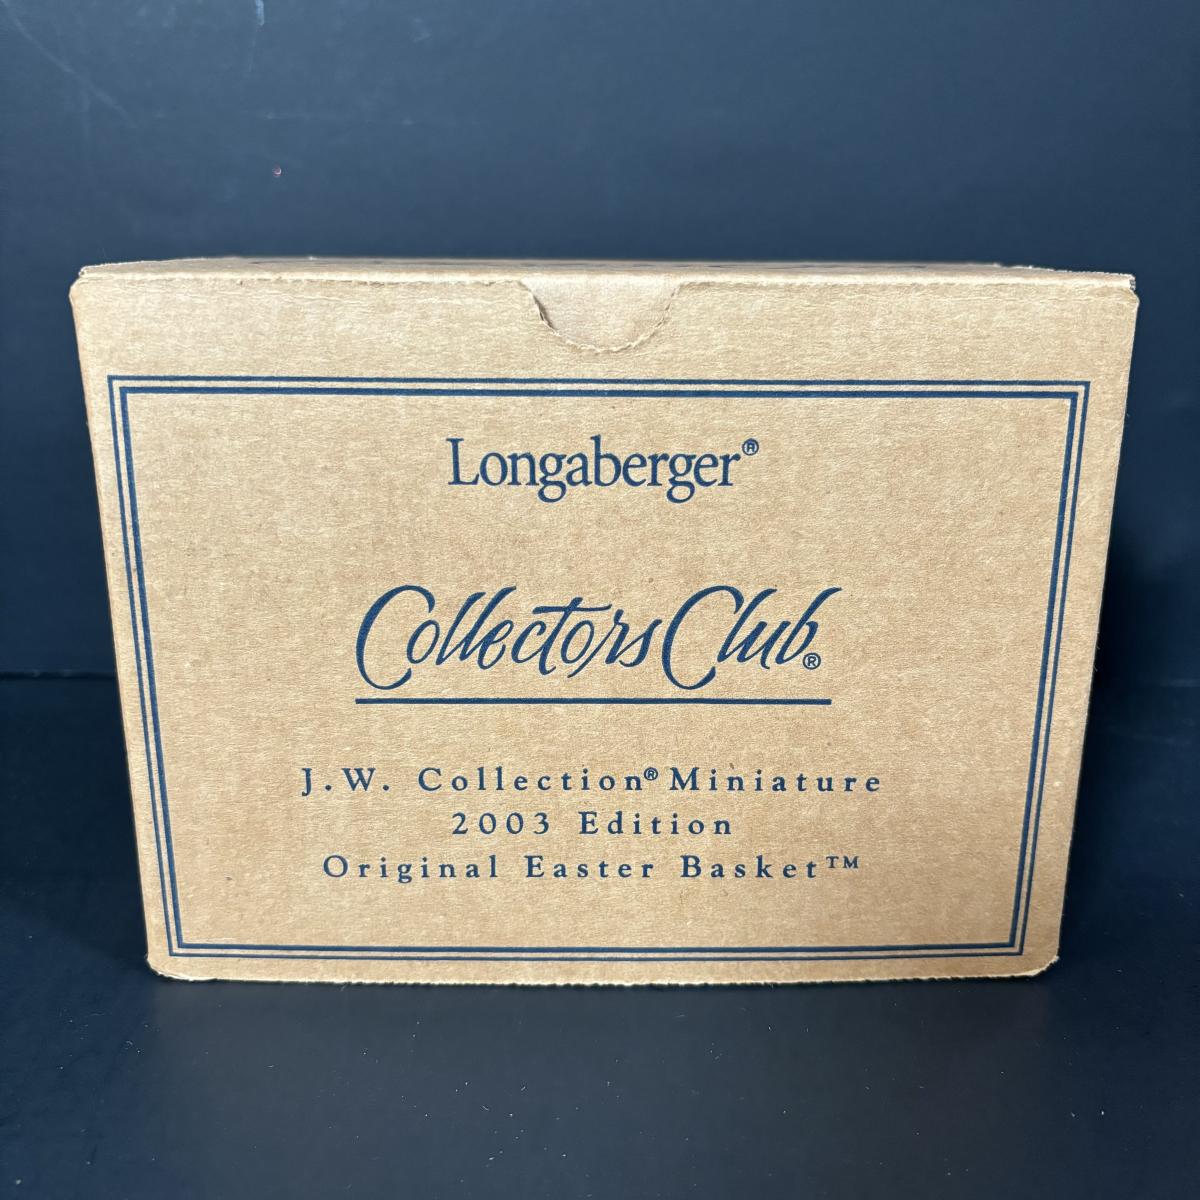 Longaberger®
Collectors Club®
J.W. Collection® Miniature
2003 Edition
Original Easter Basket™